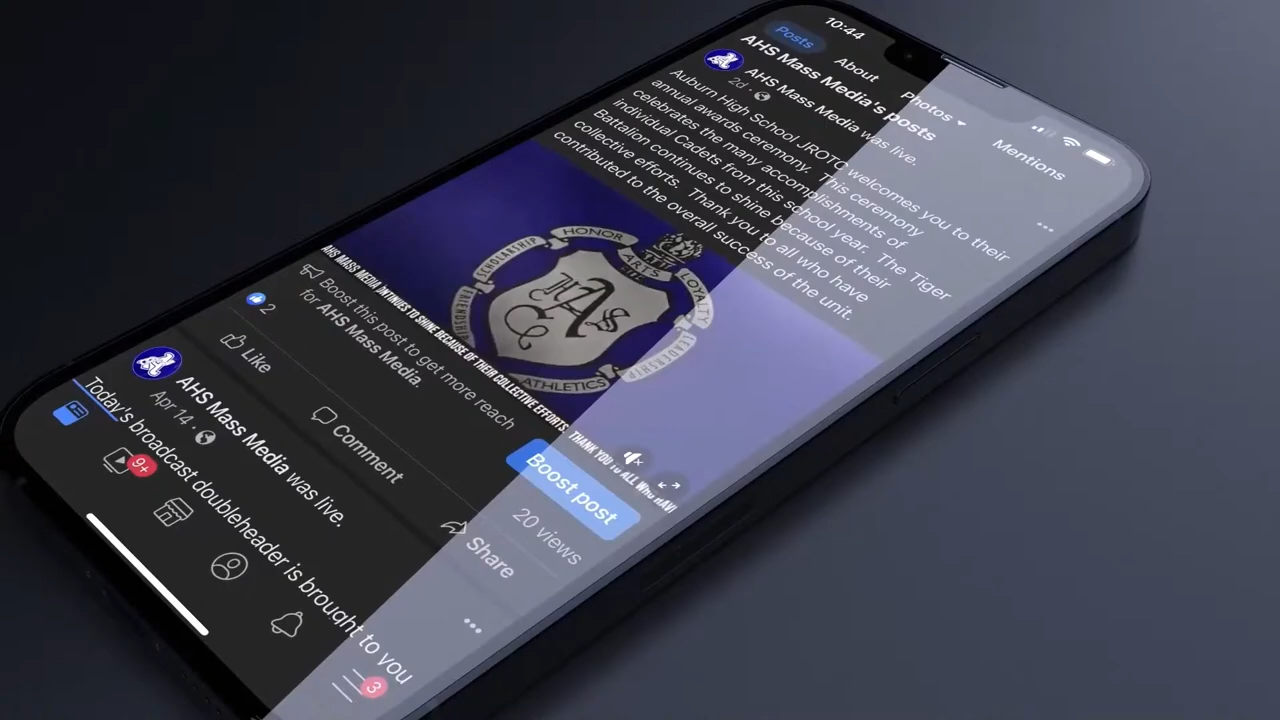 10:44
Posts
About
Photos
Mentions
AHS Mass Media's posts
AHS Mass Media was live.
2d
Auburn High School JROTC welcomes you to their
annual awards ceremony. This ceremony
celebrates the many accomplishments of
individual Cadets from this school year. The Tiger
Battalion continues to shine because of their
collective efforts. Thank you to all who have
contributed to the overall success of the unit.
HONOR
SCHOLARSHIP
ARTS
LOYALTY
FRIENDSHIP
AHS
LEADERSHIP
ATHLETICS
AHS MASS MEDIA
NTINUES TO SHINE BECAUSE OF THEIR COLLECTIVE EFFORTS. THANK YOU TO ALL WHO HAV
Boost this post to get more reach
for AHS Mass Media.
Boost post
2
20 views
Like
Comment
Share
AHS Mass Media was live.
Apr 14
Today's broadcast doubleheader is brought to you
9+
3